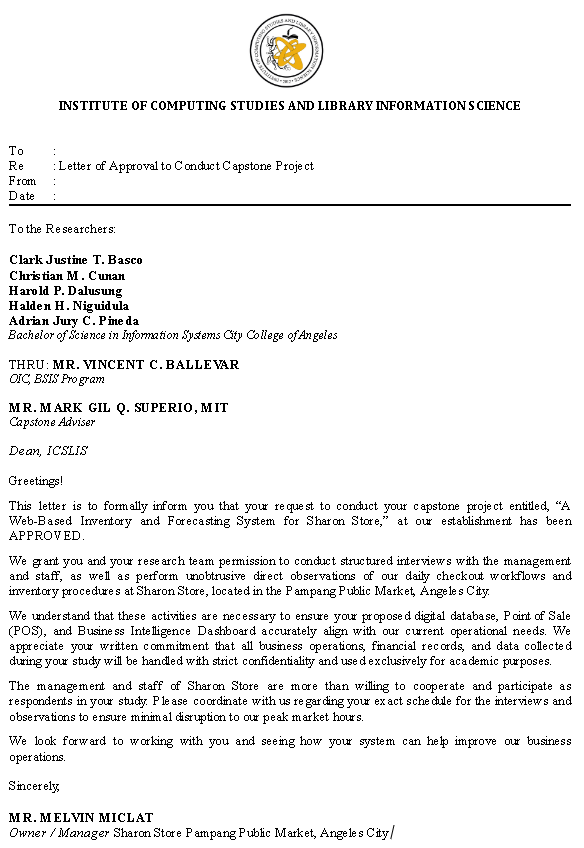 INSTITUTE OF COMPUTING STUDIES AND LIBRARY INFORMATION SCIENCE
To :
Re : Letter of Approval to Conduct Capstone Project
From :
Date :
To the Researchers:
Clark Justine T. Basco
Christian M. Cunan
Harold P. Dalusung
Halden H. Niguidula
Adrian Jury C. Pineda
Bachelor of Science in Information Systems City College of Angeles
THRU: MR. VINCENT C. BALLEVAR
OIC, BSIS Program
MR. MARK GIL Q. SUPERIO, MIT
Capstone Adviser
Dean, ICSLIS
Greetings!
This letter is to formally inform you that your request to conduct your capstone project entitled, “A
Web-Based Inventory and Forecasting System for Sharon Store,” at our establishment has been
APPROVED.
We grant you and your research team permission to conduct structured interviews with the management
and staff, as well as perform unobtrusive direct observations of our daily checkout workflows and
inventory procedures at Sharon Store, located in the Pampang Public Market, Angeles City.
We understand that these activities are necessary to ensure your proposed digital database, Point of Sale
(POS), and Business Intelligence Dashboard accurately align with our current operational needs. We
appreciate your written commitment that all business operations, financial records, and data collected
during your study will be handled with strict confidentiality and used exclusively for academic purposes.
The management and staff of Sharon Store are more than willing to cooperate and participate as
respondents in your study. Please coordinate with us regarding your exact schedule for the interviews and
observations to ensure minimal disruption to our peak market hours.
We look forward to working with you and seeing how your system can help improve our business
operations.
Sincerely,
MR. MELVIN MICLAT
Owner / Manager Sharon Store Pampang Public Market, Angeles City